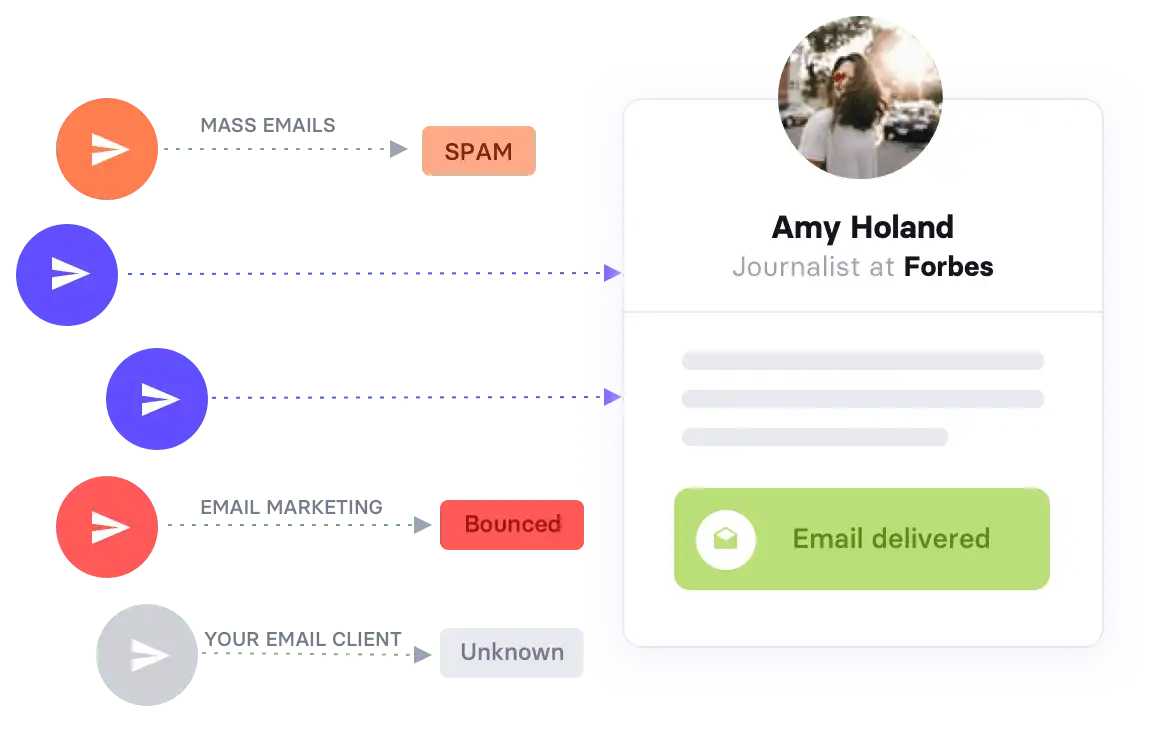 MASS EMAILS
SPAM
Amy Holand
Journalist at Forbes
EMAIL MARKETING
Bounced
Email delivered
YOUR EMAIL CLIENT
Unknown